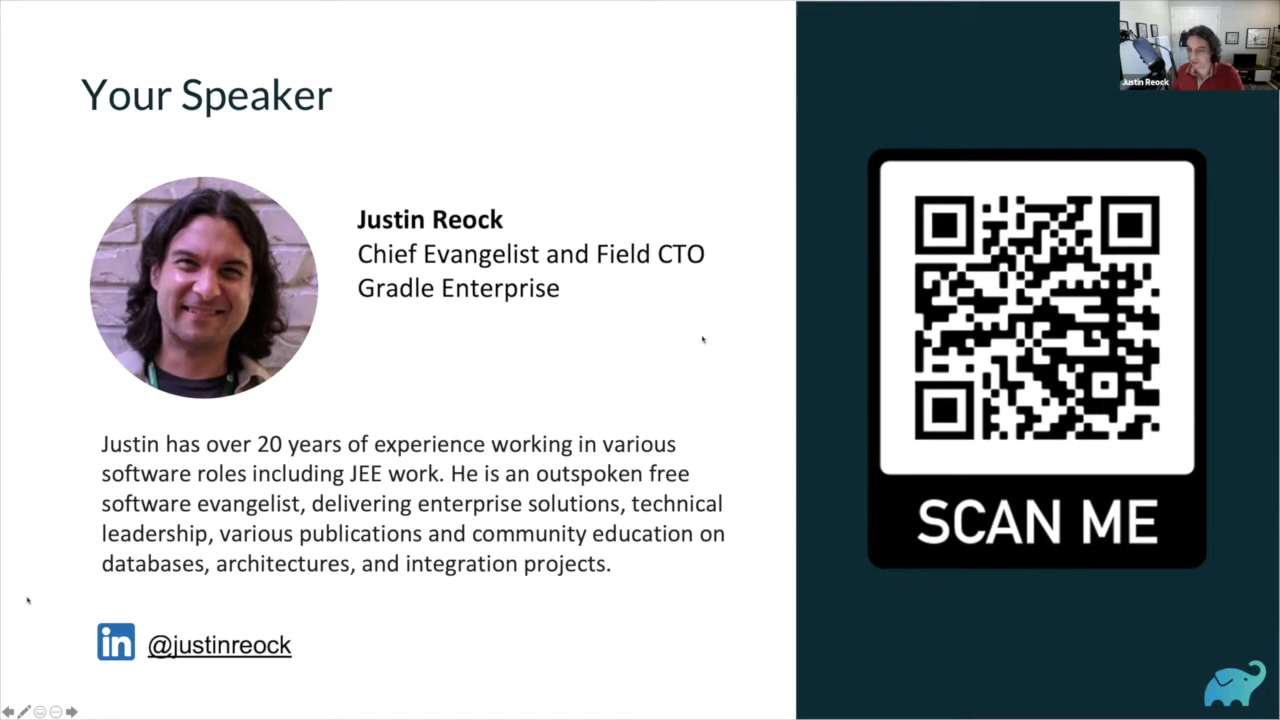 Your Speaker
Justin Reock
Justin Reock
Chief Evangelist and Field CTO
Gradle Enterprise
Justin has over 20 years of experience working in various
software roles including JEE work. He is an outspoken free
software evangelist, delivering enterprise solutions, technical
leadership, various publications and community education on
databases, architectures, and integration projects.
in @justinreock
SCAN ME